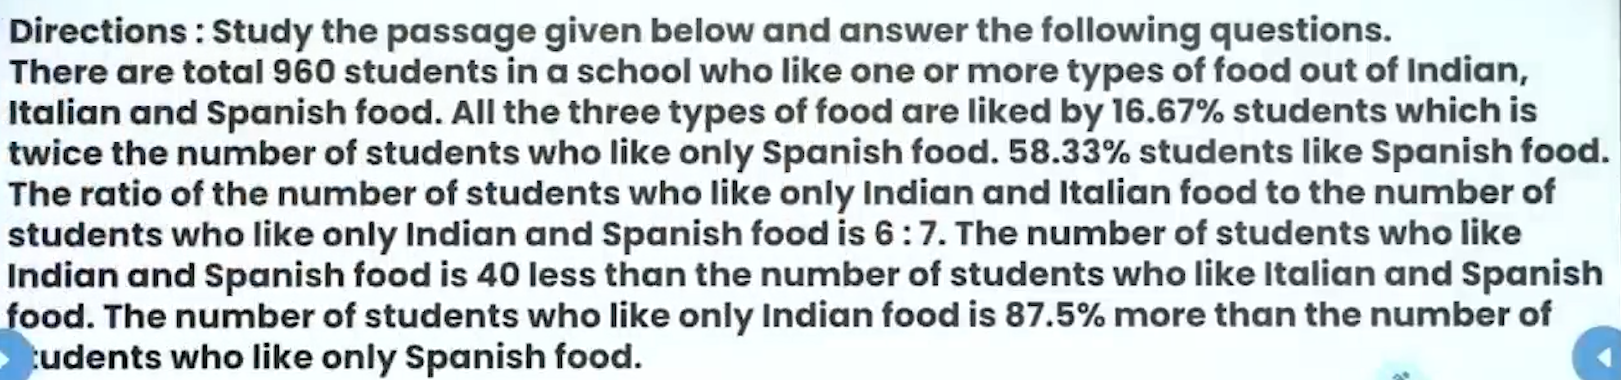 Directions : Study the passage given below and answer the following questions.
There are total 960 students in a school who like one or more types of food out of Indian,
Italian and Spanish food. All the three types of food are liked by 16.67% students which is
twice the number of students who like only Spanish food. 58.33% students like Spanish food.
The ratio of the number of students who like only Indian and Italian food to the number of
students who like only Indian and Spanish food is 6 : 7. The number of students who like
Indian and Spanish food is 40 less than the number of students who like Italian and Spanish
food. The number of students who like only Indian food is 87.5% more than the number of
tudents who like only Spanish food.